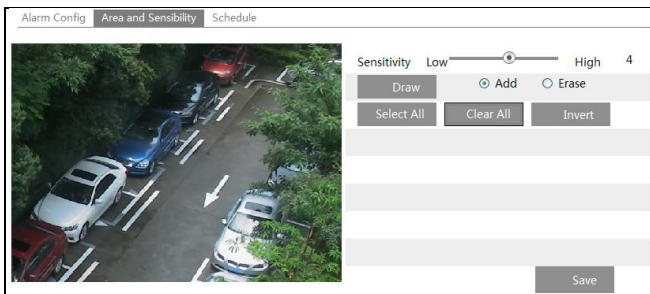 Alarm Config Area and Sensibility Schedule
Sensitivity Low High 4
Draw Add Erase
Select All Clear All Invert
Save